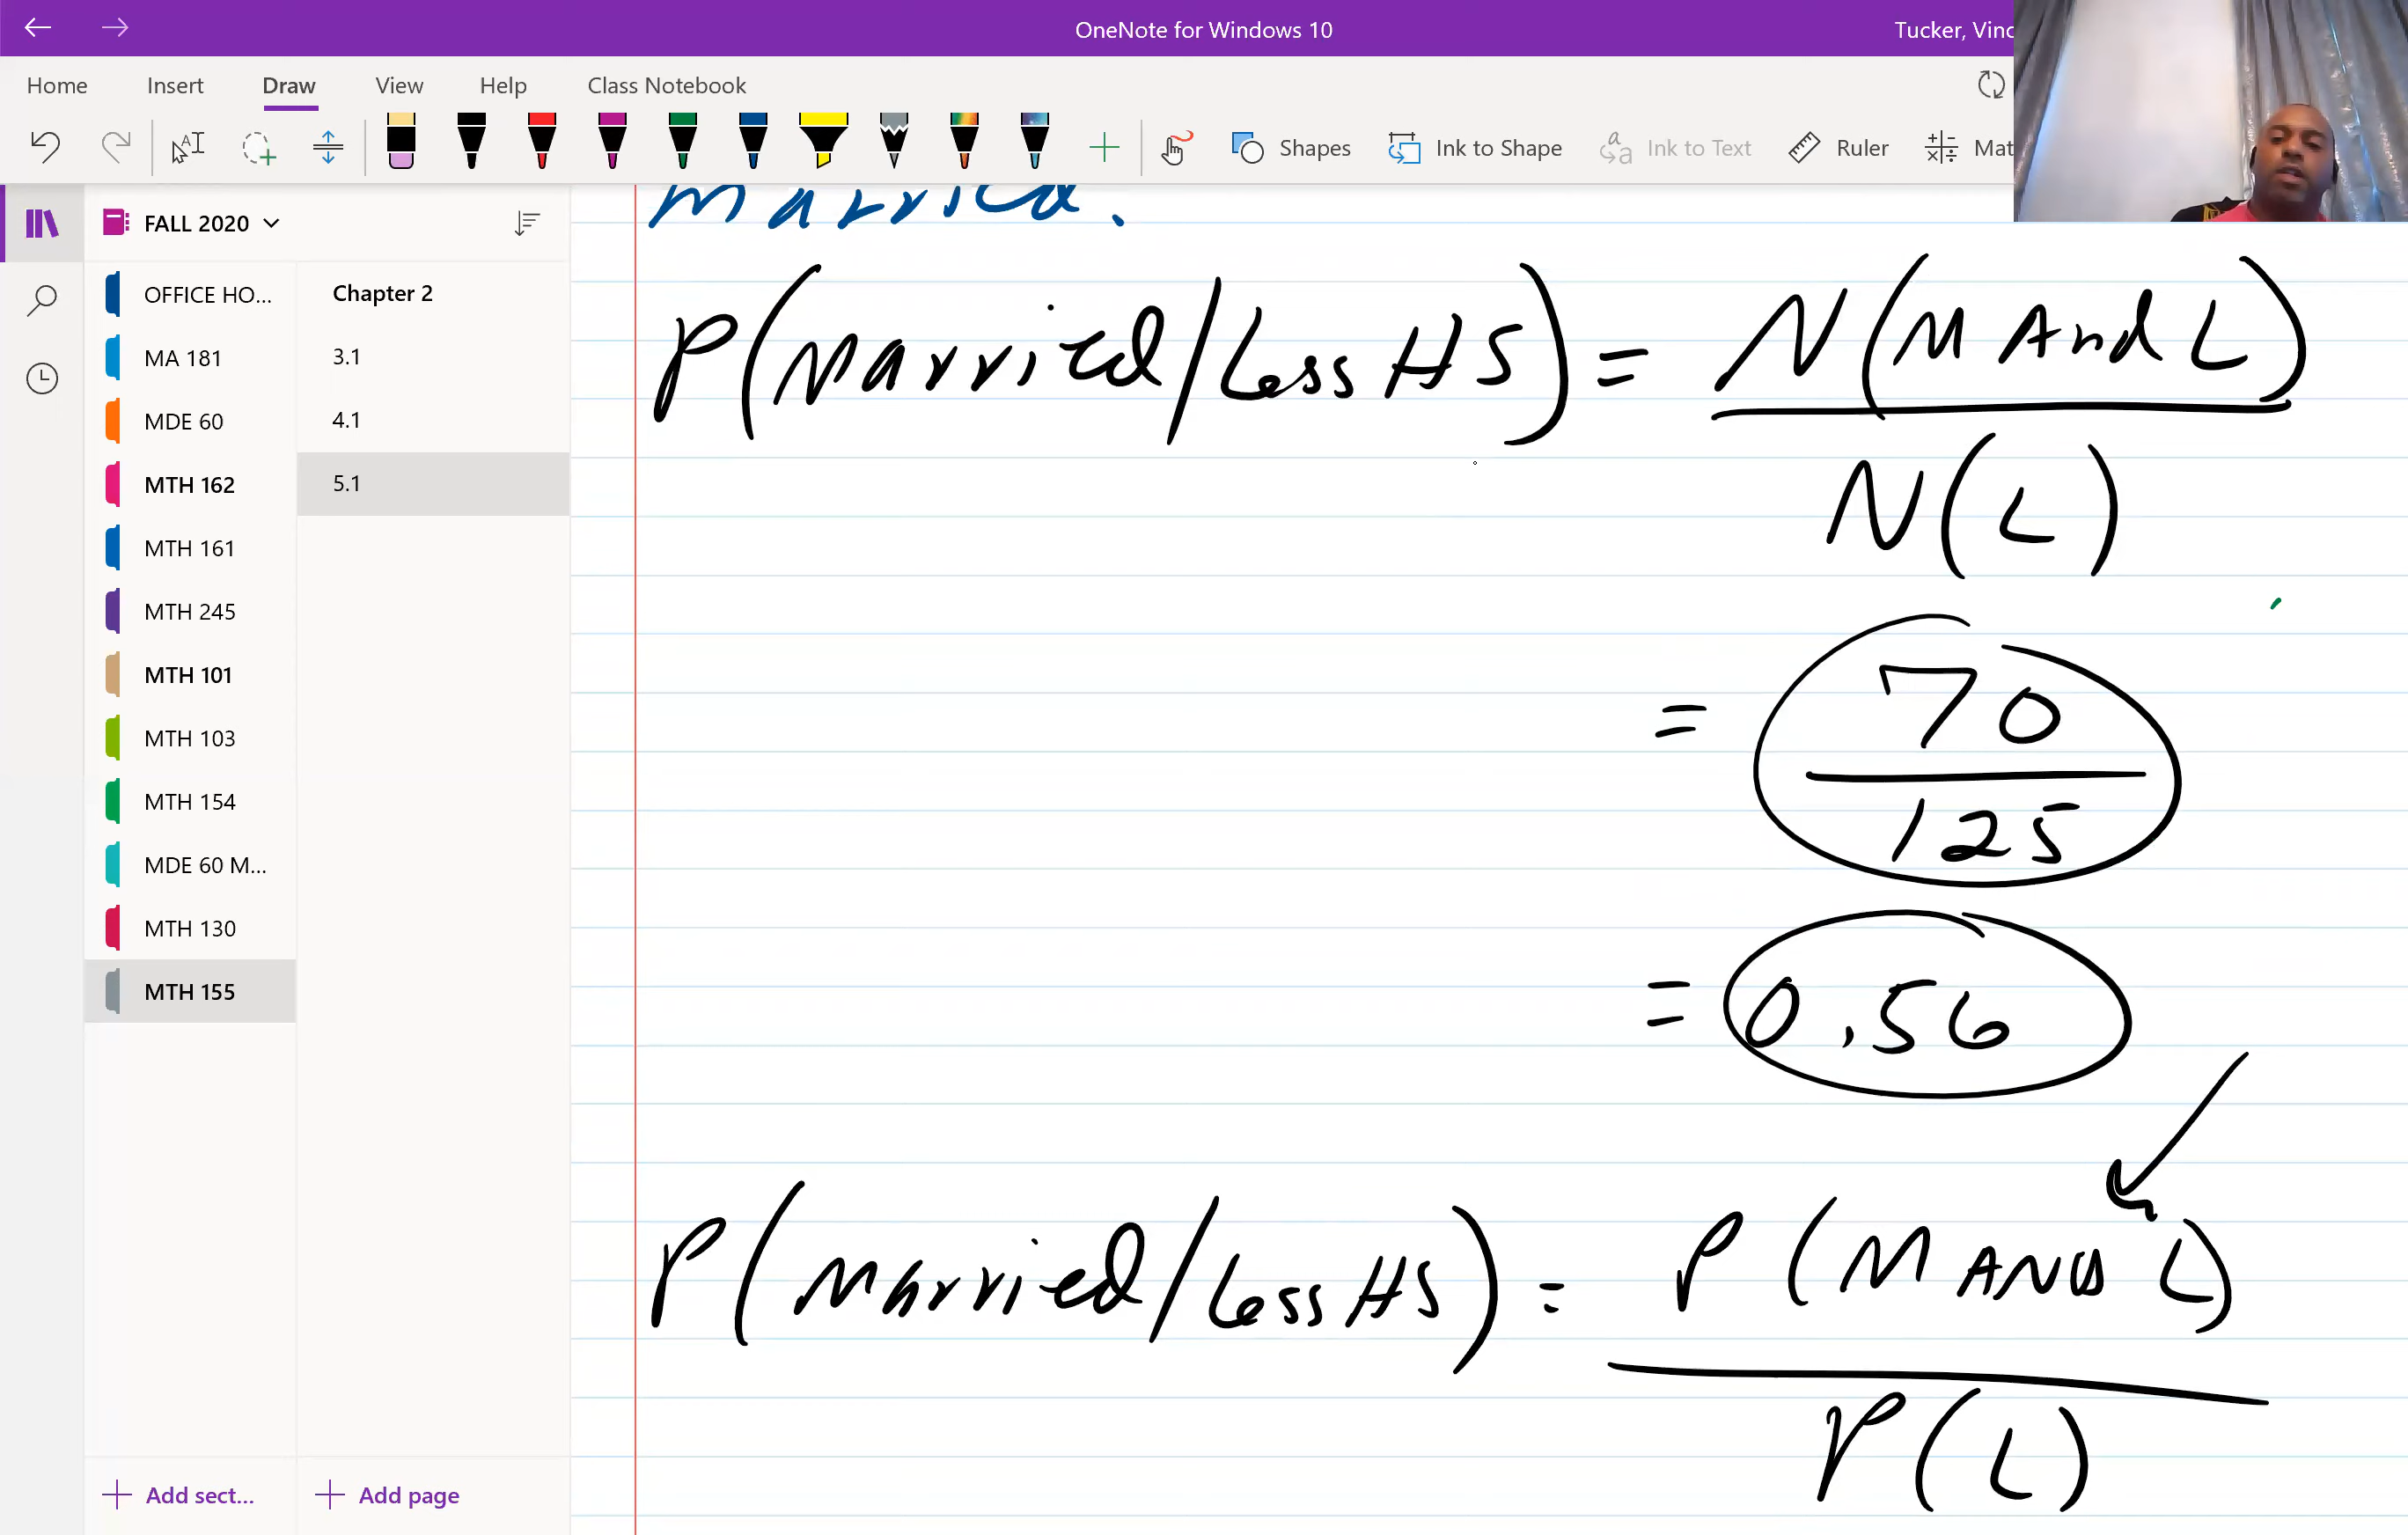 OneNote for Windows 10
Tucker, Vinc
Home Insert Draw View Help Class Notebook
Shapes Ink to Shape Ink to Text Ruler Mat
FALL 2020
OFFICE HO...
MA 181
MDE 60
MTH 162
MTH 161
MTH 245
MTH 101
MTH 103
MTH 154
MDE 60 M...
MTH 130
MTH 155
Add sect...
Chapter 2
3.1
4.1
5.1
Add page
Married.
P(Married/Less HS) = N(M And L)
N(L)
= 70
125
= 0.56
P(Married/Less HS) = P(M AND L)
P(L)